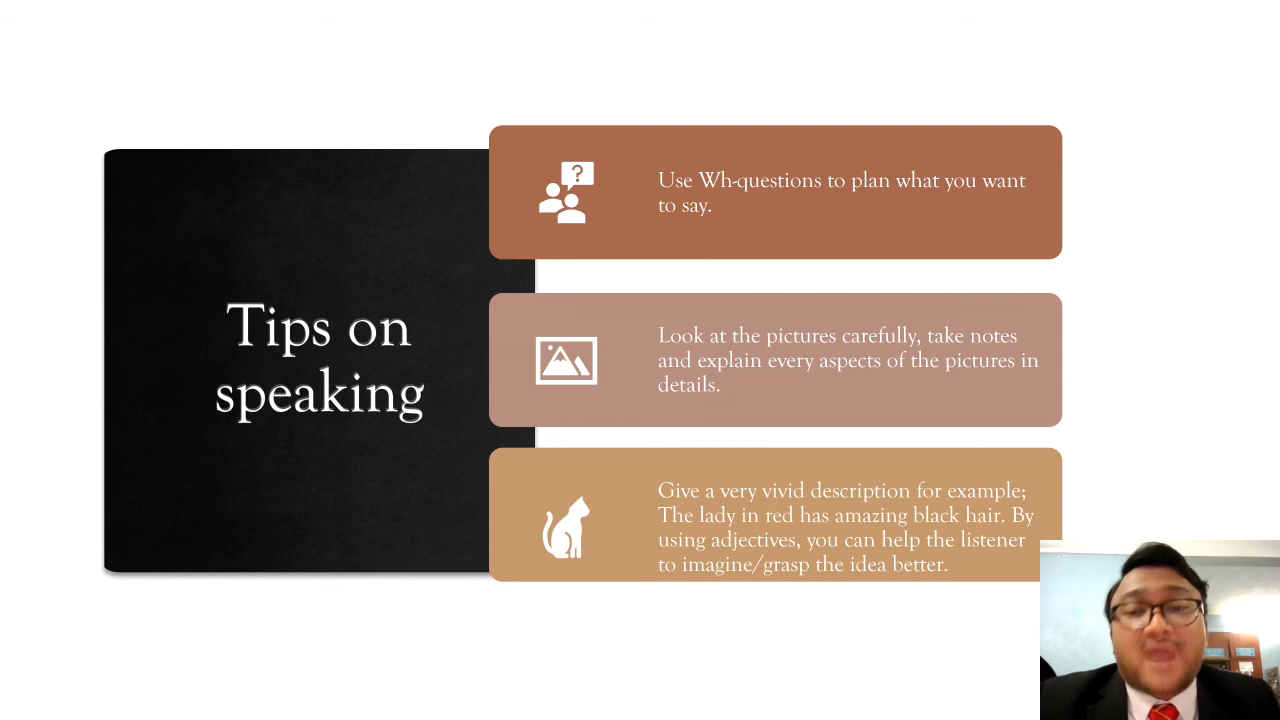 Tips on
speaking
?
Use Wh-questions to plan what you want
to say.
Look at the pictures carefully, take notes
and explain every aspects of the pictures in
details.
Give a very vivid description for example;
The lady in red has amazing black hair. By
using adjectives, you can help the listener
to imagine/grasp the idea better.